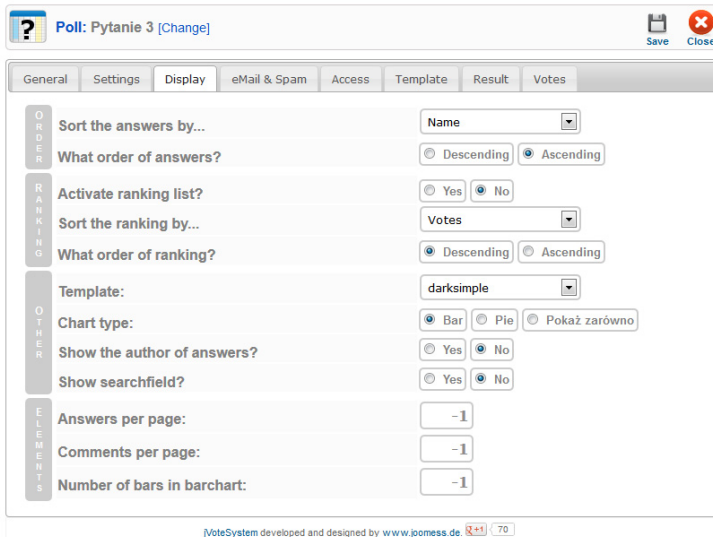 Poll: Pytanie 3 [Change]
Save
Close
General Settings Display eMail & Spam Access Template Result Votes
ORDER
Sort the answers by... Name
What order of answers? Descending Ascending
RANKING
Activate ranking list? Yes No
Sort the ranking by... Votes
What order of ranking? Descending Ascending
OTHER
Template: darksimple
Chart type: Bar Pie Pokaż zarówno
Show the author of answers? Yes No
Show searchfield? Yes No
ELEMENTS
Answers per page: -1
Comments per page: -1
Number of bars in barchart: -1
jVoteSystem developed and designed by www.joomess.de. +1 70